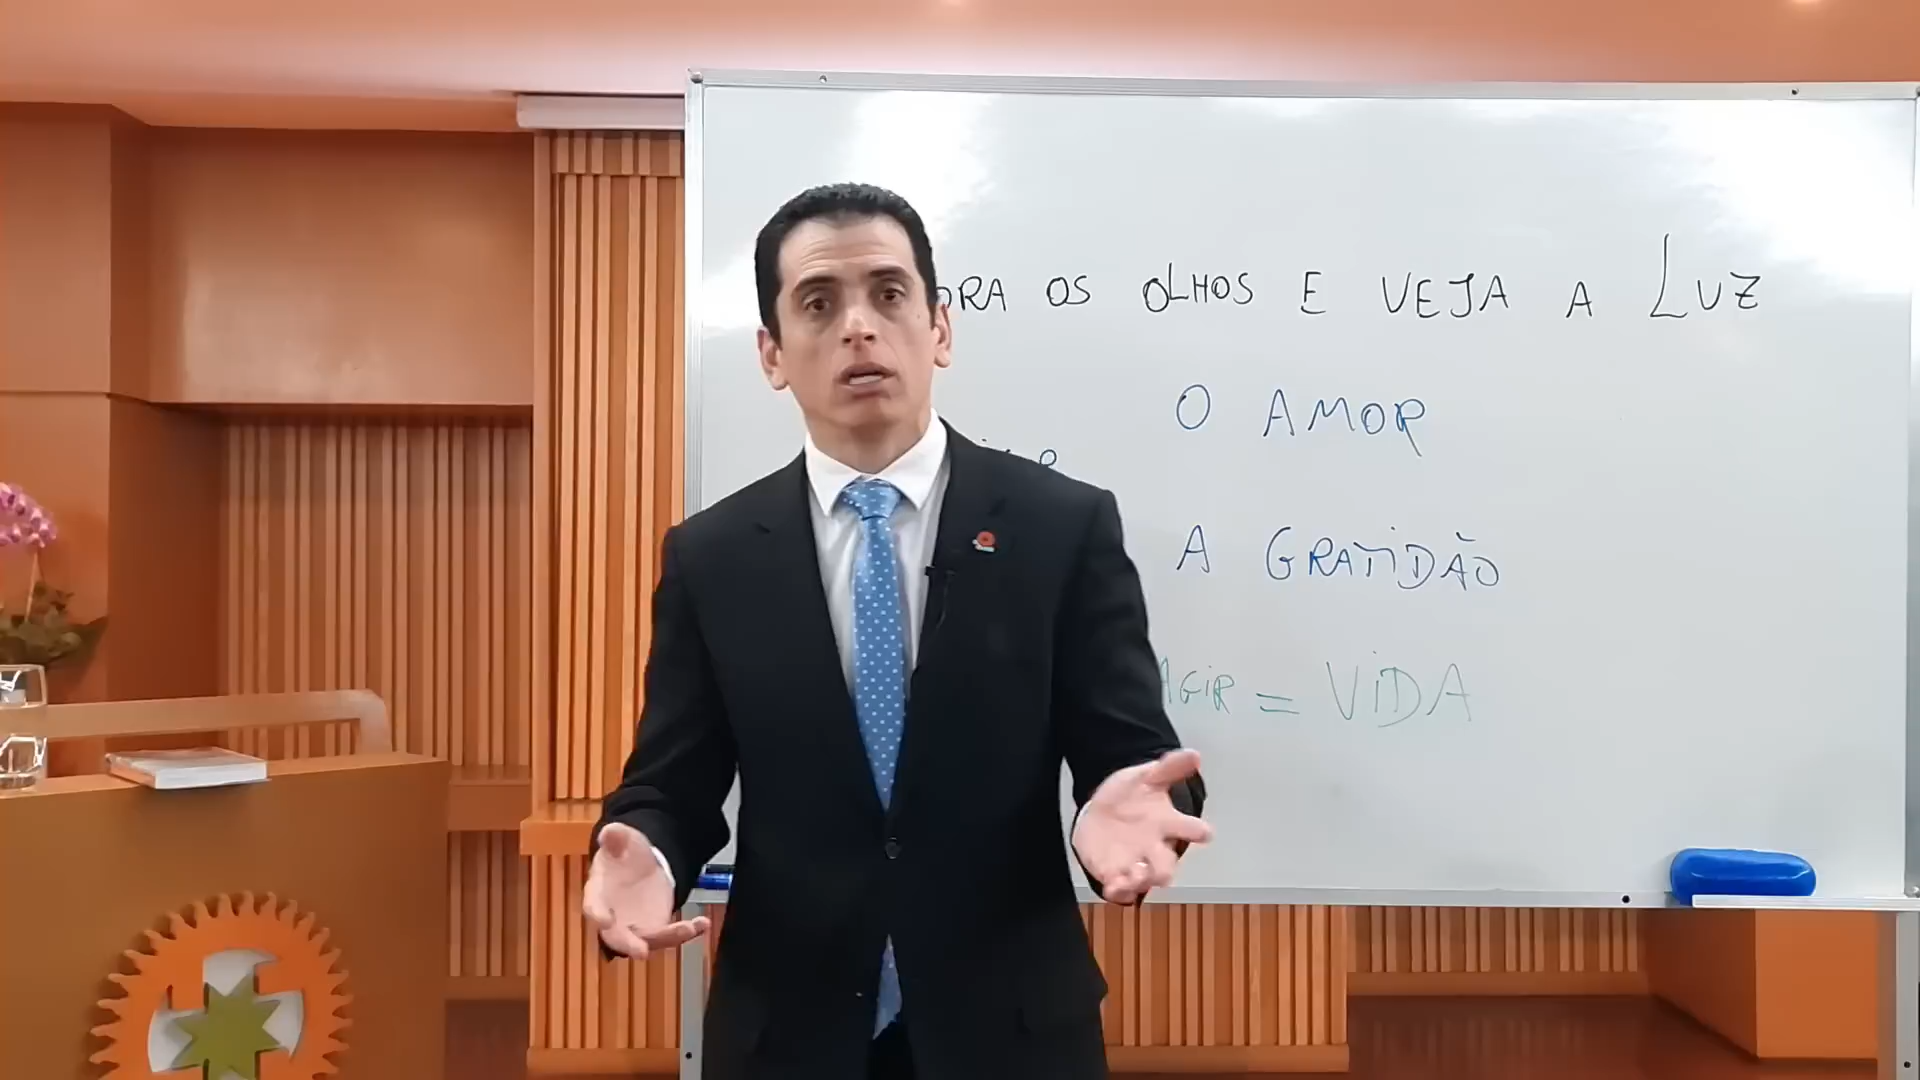 ORA OS OLHOS E VEJA A LUZ
O AMOR
A GRATIDÃO
AGIR = VIDA